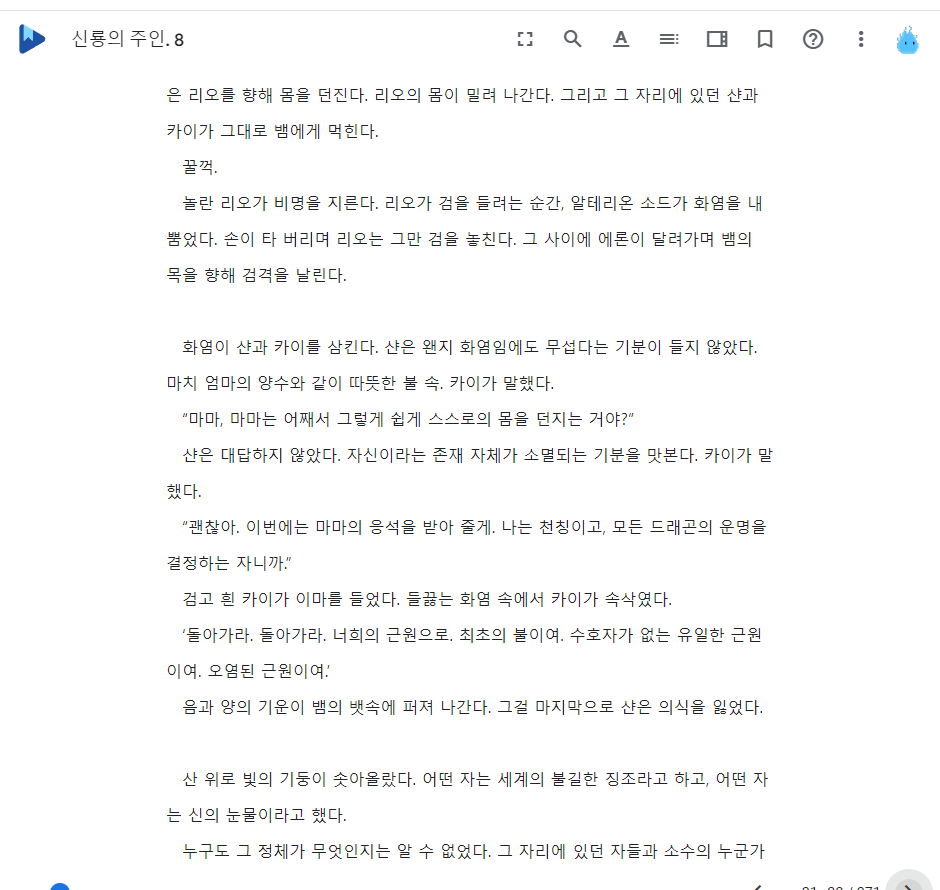 신룡의 주인. 8
은 리오를 향해 몸을 던진다. 리오의 몸이 밀려 나간다. 그리고 그 자리에 있던 샨과
카이가 그대로 뱀에게 먹힌다.
꿀꺽.
놀란 리오가 비명을 지른다. 리오가 검을 들려는 순간, 알테리온 소드가 화염을 내
뿜었다. 손이 타 버리며 리오는 그만 검을 놓친다. 그 사이에 에론이 달려가며 뱀의
목을 향해 검격을 날린다.
화염이 샨과 카이를 삼킨다. 샨은 왠지 화염임에도 무섭다는 기분이 들지 않았다.
마치 엄마의 양수와 같이 따뜻한 불 속. 카이가 말했다.
“마마, 마마는 어째서 그렇게 쉽게 스스로의 몸을 던지는 거야?”
샨은 대답하지 않았다. 자신이라는 존재 자체가 소멸되는 기분을 맛본다. 카이가 말
했다.
“괜찮아. 이번에는 마마의 응석을 받아 줄게. 나는 천칭이고, 모든 드래곤의 운명을
결정하는 자니까.”
검고 흰 카이가 이마를 들었다. 들끓는 화염 속에서 카이가 속삭였다.
‘돌아가라. 돌아가라. 너희의 근원으로. 최초의 불이여. 수호자가 없는 유일한 근원
이여. 오염된 근원이여.’
음과 양의 기운이 뱀의 뱃속에 퍼져 나간다. 그걸 마지막으로 샨은 의식을 잃었다.
산 위로 빛의 기둥이 솟아올랐다. 어떤 자는 세계의 불길한 징조라고 하고, 어떤 자
는 신의 눈물이라고 했다.
누구도 그 정체가 무엇인지는 알 수 없었다. 그 자리에 있던 자들과 소수의 누군가